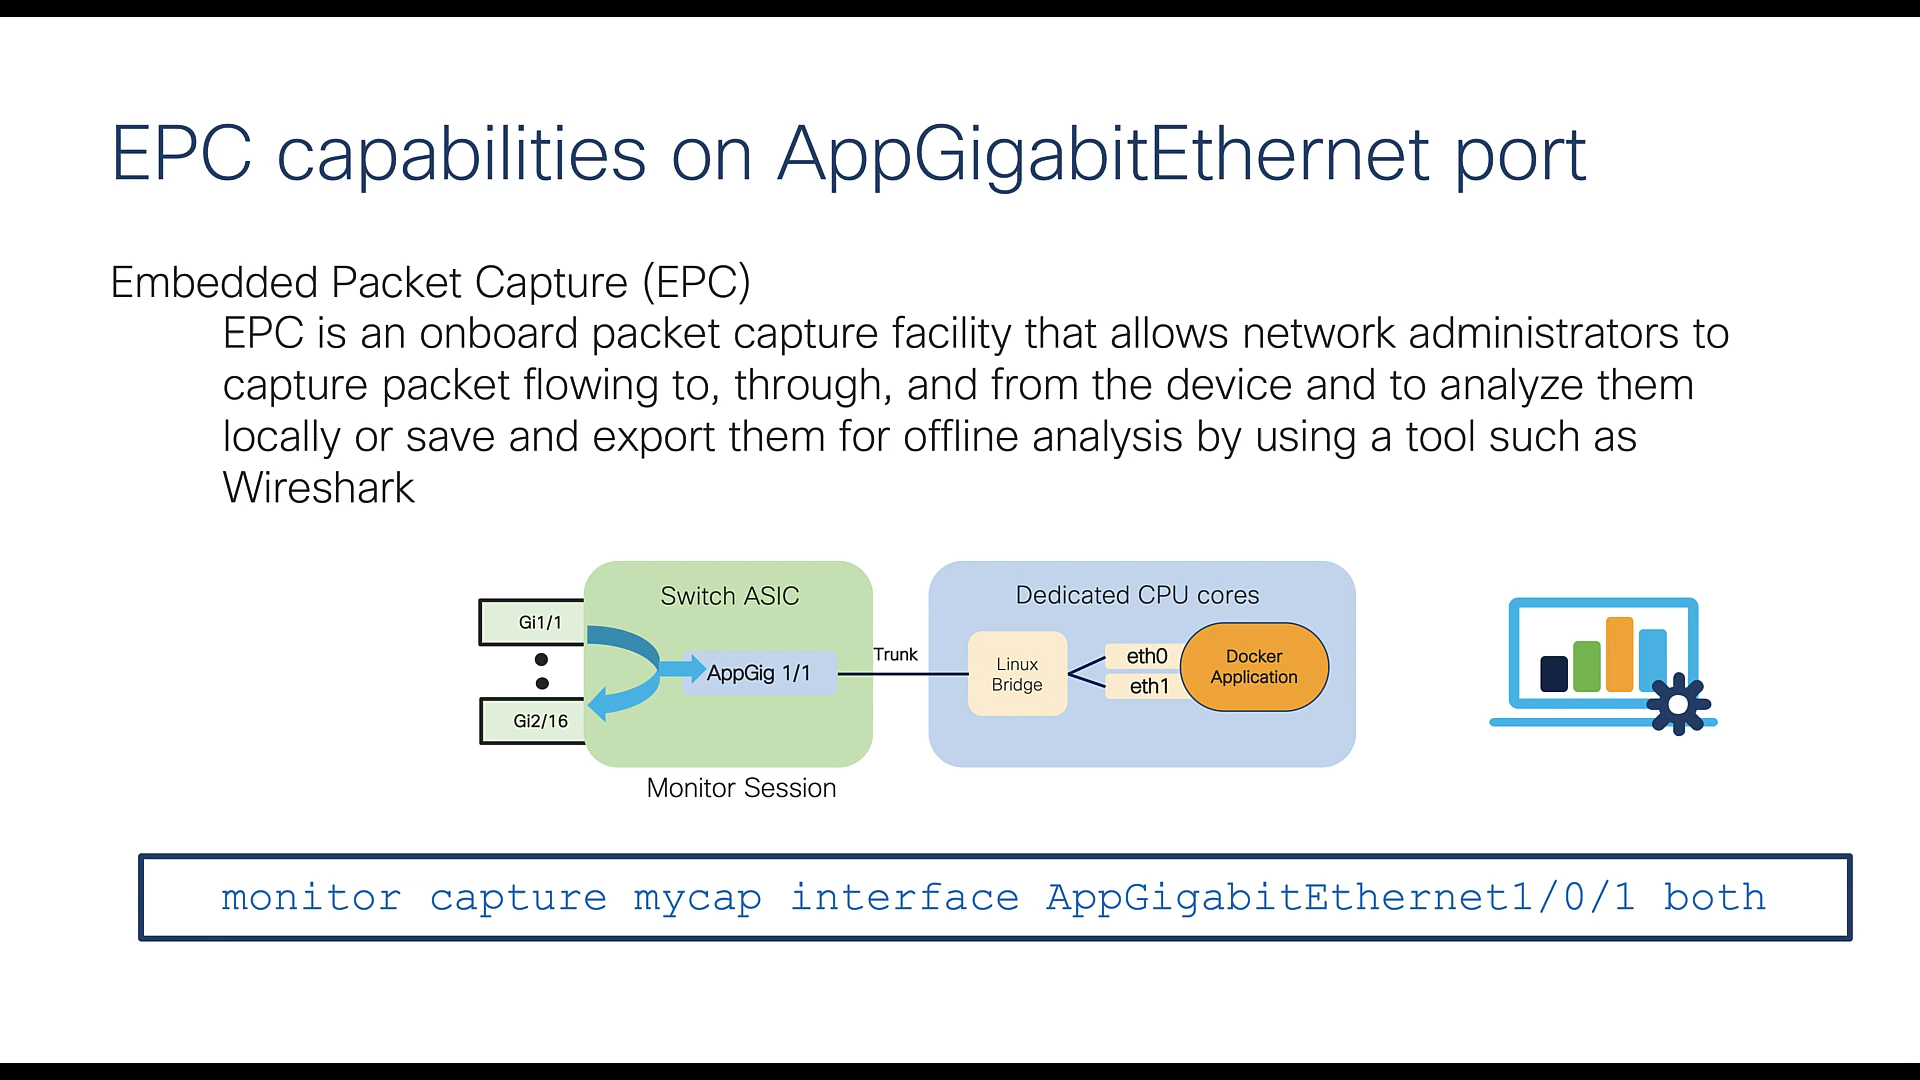 EPC capabilities on AppGigabitEthernet port
Embedded Packet Capture (EPC)
EPC is an onboard packet capture facility that allows network administrators to
capture packet flowing to, through, and from the device and to analyze them
locally or save and export them for offline analysis by using a tool such as
Wireshark
Switch ASIC
Dedicated CPU cores
Gi1/1
AppGig 1/1
Trunk
Linux
Bridge
eth0
eth1
Docker
Application
Gi2/16
Monitor Session
monitor capture mycap interface AppGigabitEthernet1/0/1 both